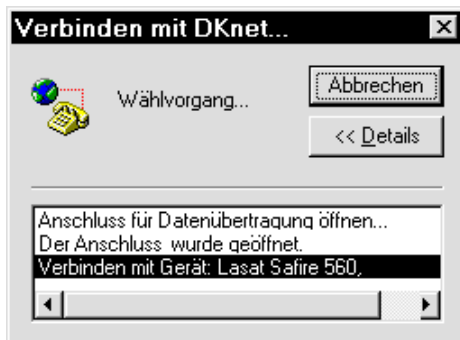 Verbinden mit DKnet...
Wählvorgang...
Abbrechen
<< Details
Anschluss für Datenübertragung öffnen...
Der Anschluss wurde geöffnet.
Verbinden mit Gerät: Lasat Safire 560,